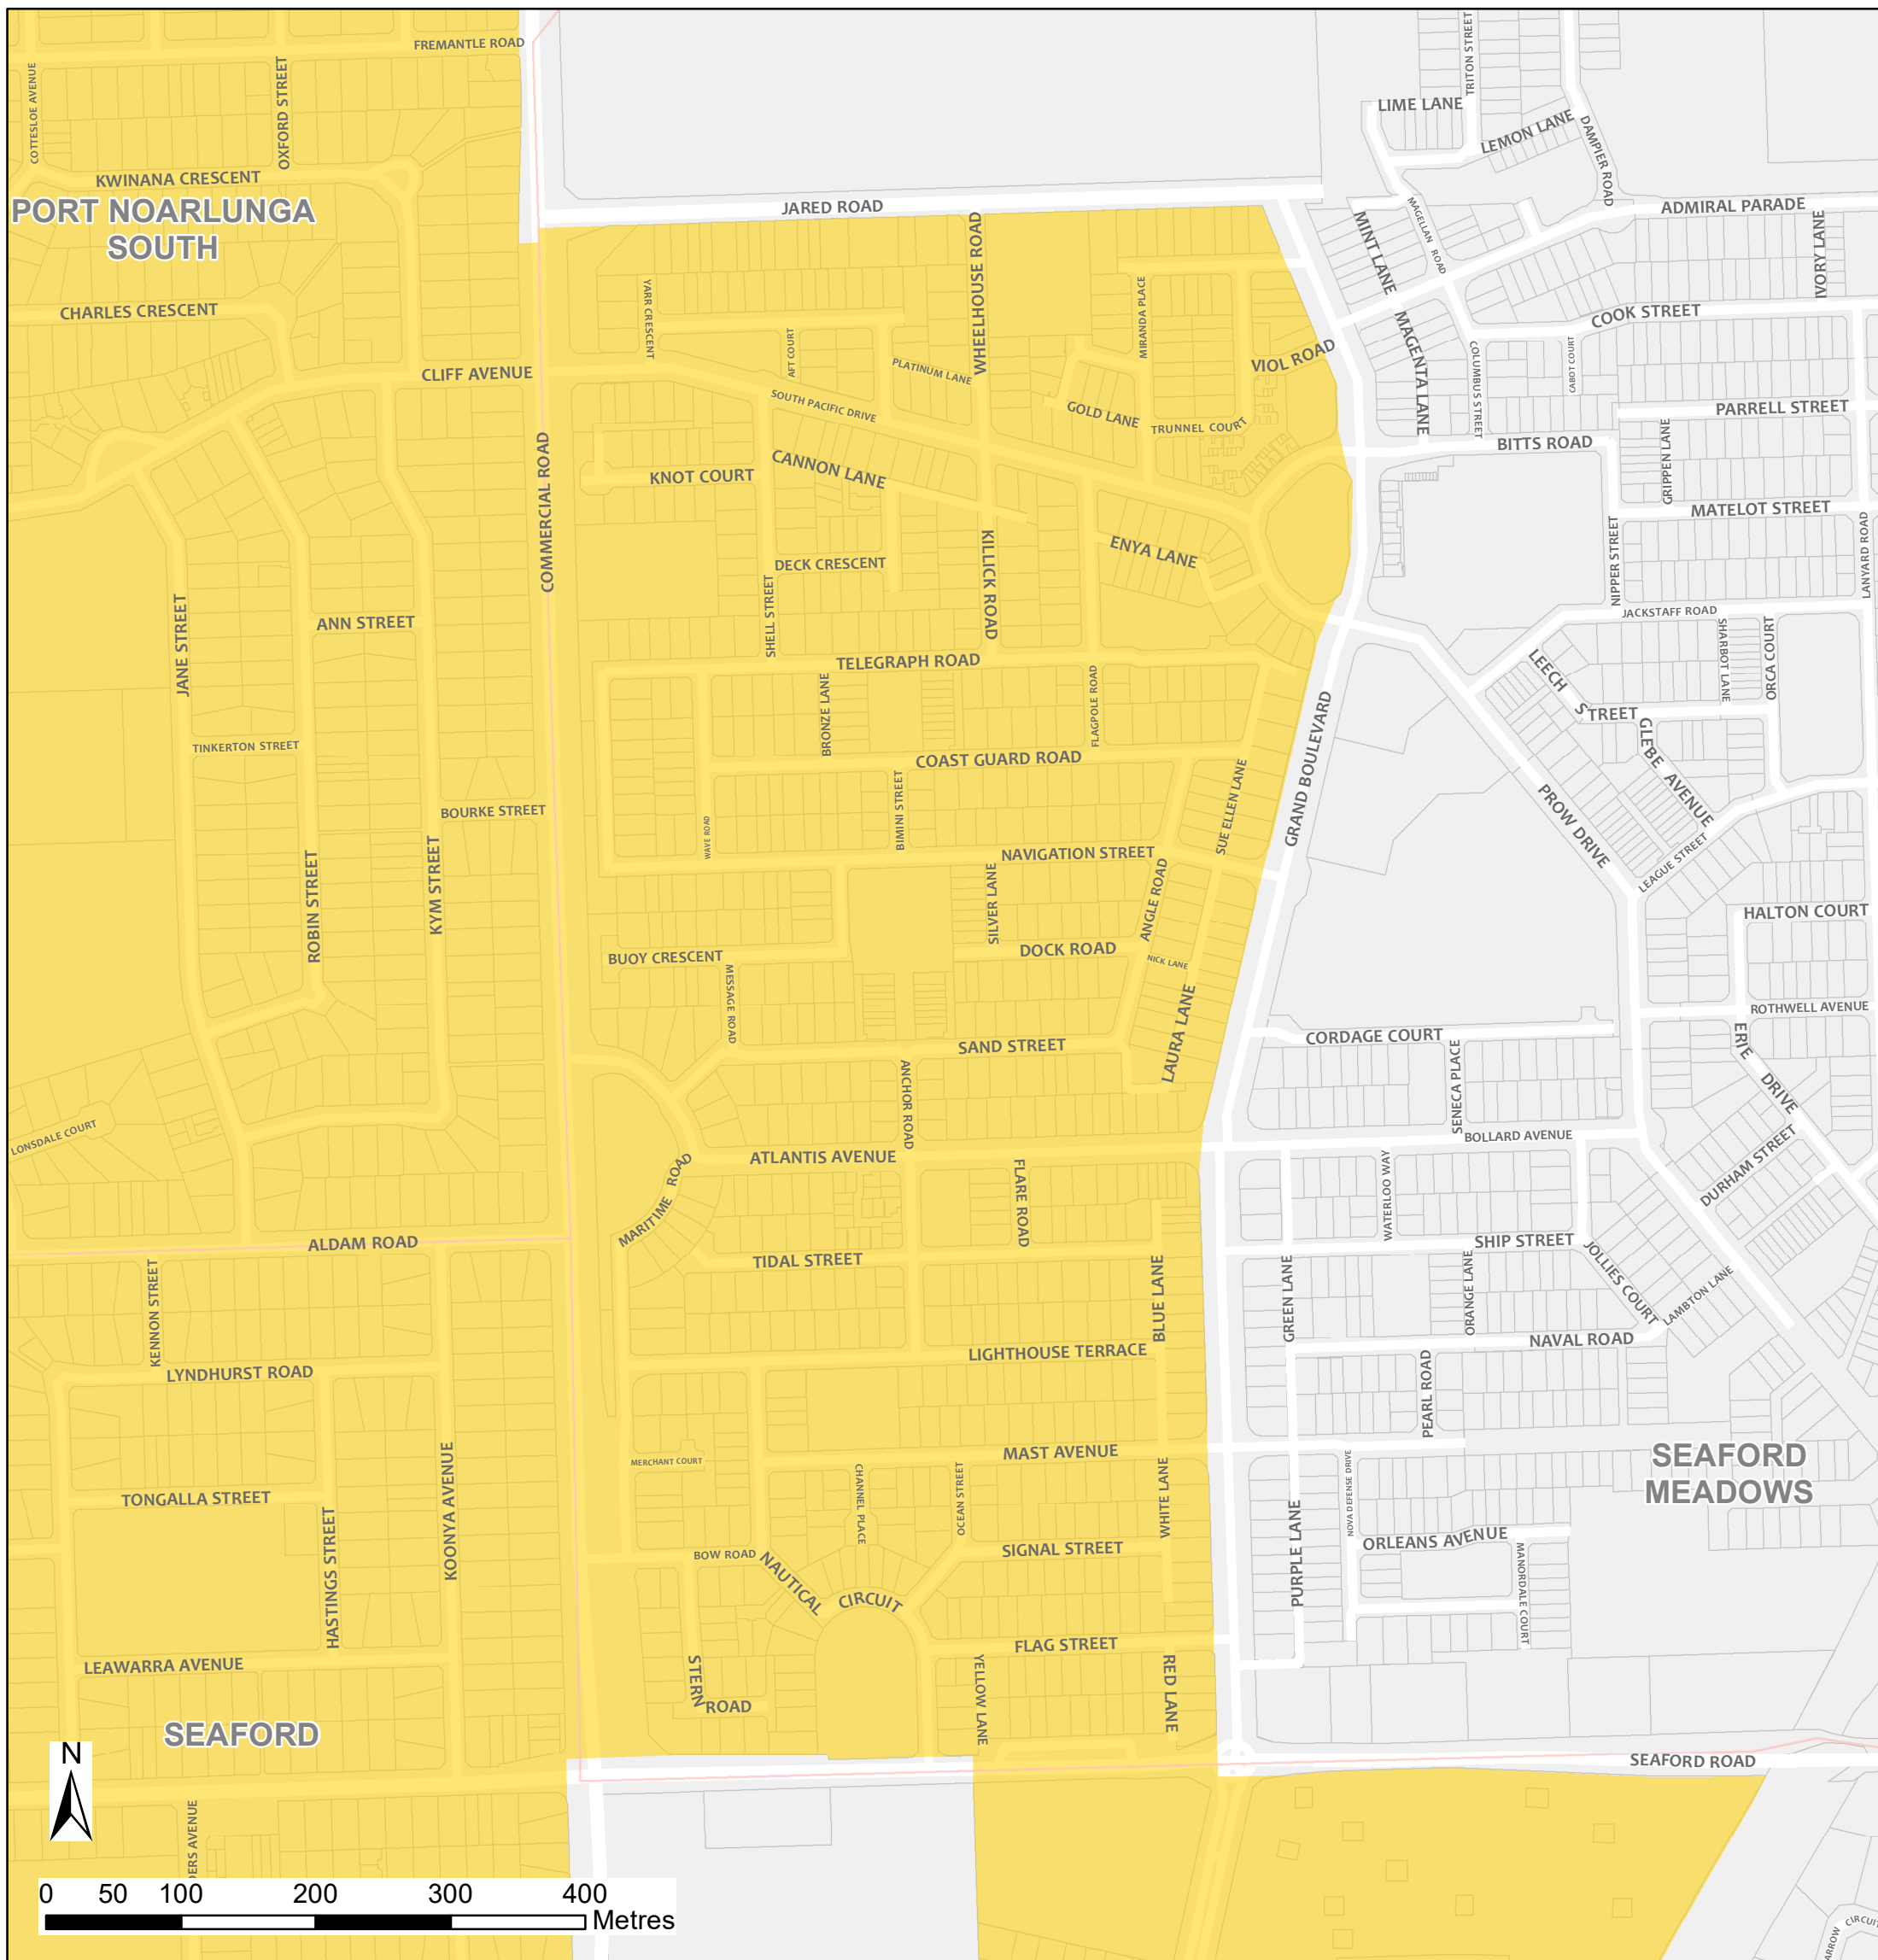 FREMANTLE ROAD
COTTESLOE AVENUE
OXFORD STREET
KWINANA CRESCENT
PORT NOARLUNGA
SOUTH
CHARLES CRESCENT
CLIFF AVENUE
COMMERCIAL ROAD
JANE STREET
ANN STREET
TINKERTON STREET
BOURKE STREET
ROBIN STREET
KYM STREET
LONSDALE COURT
ALDAM ROAD
KENNON STREET
LYNDHURST ROAD
TONGALLA STREET
HASTINGS STREET
KOONYA AVENUE
LEAWARRA AVENUE
SEAFORD
DERS AVENUE
JARED ROAD
YARR CRESCENT
AFT COURT
WHEELHOUSE ROAD
PLATINUM LANE
SOUTH PACIFIC DRIVE
MIRANDA PLACE
VIOL ROAD
GOLD LANE
TRUNNEL COURT
KNOT COURT
CANNON LANE
ENYA LANE
DECK CRESCENT
SHELL STREET
KILLICK ROAD
TELEGRAPH ROAD
BRONZE LANE
FLAGPOLE ROAD
COAST GUARD ROAD
WAVE ROAD
BIMINI STREET
SUE ELLEN LANE
GRAND BOULEVARD
NAVIGATION STREET
SILVER LANE
ANGLE ROAD
DOCK ROAD
NICK LANE
BUOY CRESCENT
MESSAGE ROAD
LAURA LANE
SAND STREET
ANCHOR ROAD
ATLANTIS AVENUE
MARITIME ROAD
FLARE ROAD
TIDAL STREET
BLUE LANE
LIGHTHOUSE TERRACE
MAST AVENUE
MERCHANT COURT
CHANNEL PLACE
OCEAN STREET
WHITE LANE
BOW ROAD
NAUTICAL CIRCUIT
SIGNAL STREET
FLAG STREET
STERN ROAD
YELLOW LANE
RED LANE
TRITON STREET
LIME LANE
LEMON LANE
DAMPIER ROAD
ADMIRAL PARADE
MAGELLAN ROAD
MINT LANE
IVORY LANE
COOK STREET
MAGENTA LANE
COLUMBUS STREET
CABOT COURT
PARRELL STREET
BITTS ROAD
GRIPPEN LANE
MATELOT STREET
NIPPER STREET
LANYARD ROAD
JACKSTAFF ROAD
SHARBOT LANE
ORCA COURT
LEECH STREET
GLEBE AVENUE
PROW DRIVE
LEAGUE STREET
HALTON COURT
ROTHWELL AVENUE
ERIE DRIVE
CORDAGE COURT
SENECA PLACE
BOLLARD AVENUE
DURHAM STREET
WATERLOO WAY
SHIP STREET
GREEN LANE
ORANGE LANE
JOLLIES COURT
LAMBTON LANE
NAVAL ROAD
PEARL ROAD
SEAFORD
MEADOWS
NOVA DEFENSE DRIVE
PURPLE LANE
ORLEANS AVENUE
MANORDALE COURT
SEAFORD ROAD
ARROW CIRCUI
N
0 50 100 200 300 400
Metres